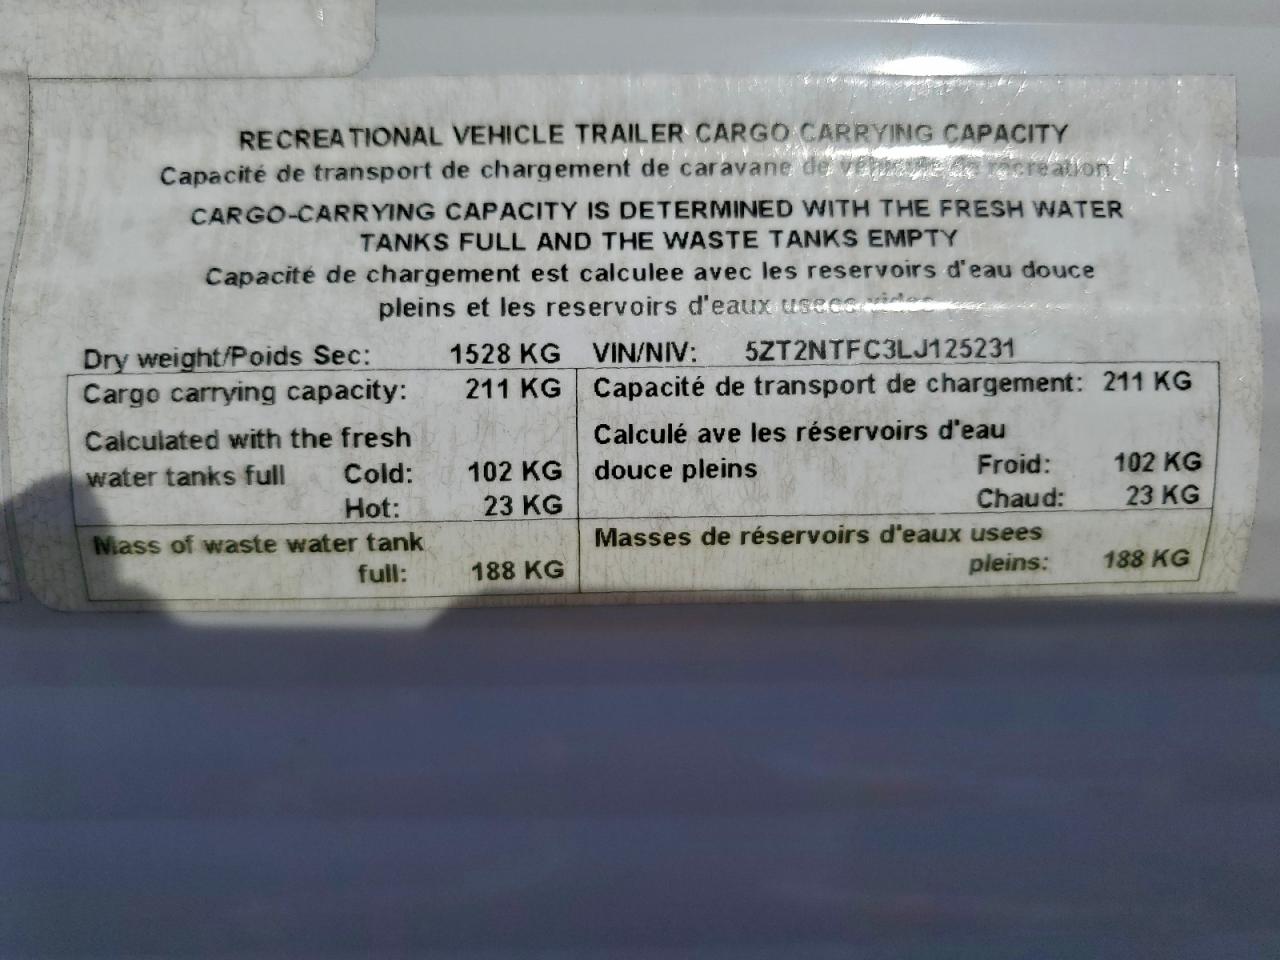 RECREATIONAL VEHICLE TRAILER CARGO CARRYING CAPACITY
Capacité de transport de chargement de caravane de véhicule de récreation
CARGO-CARRYING CAPACITY IS DETERMINED WITH THE FRESH WATER
TANKS FULL AND THE WASTE TANKS EMPTY
Capacité de chargement est calculee avec les reservoirs d'eau douce
pleins et les reservoirs d'eaux usees vides
Dry weight/Poids Sec: 1528 KG VIN/NIV: 5ZT2NTFC3LJ125231
Cargo carrying capacity: 211 KG
Calculated with the fresh
water tanks full Cold: 102 KG
Hot: 23 KG
Mass of waste water tank
full: 188 KG
Capacité de transport de chargement: 211 KG
Calculé ave les réservoirs d'eau
douce pleins Froid: 102 KG
Chaud: 23 KG
Masses de réservoirs d'eaux usees
pleins: 188 KG